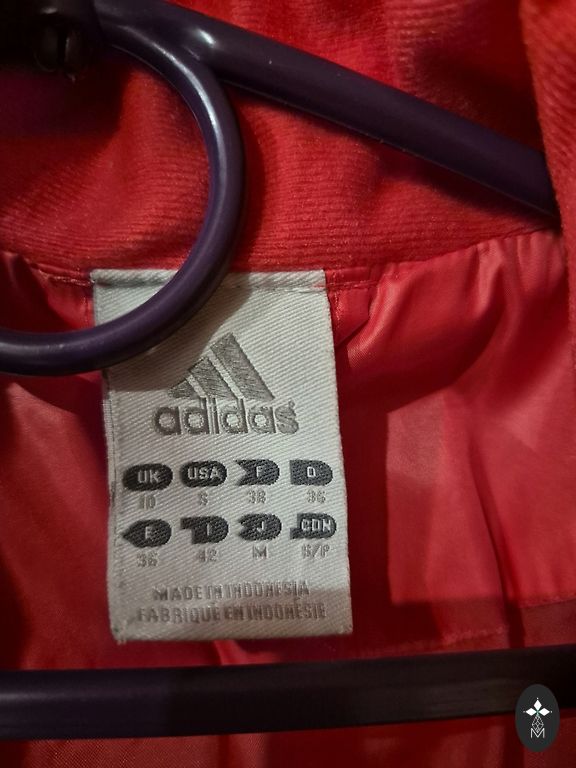 adidas
UK USA F D
10 S 38 36
E I J CDN
36 42 M S/P
MADE IN INDONESIA
FABRIQUE EN INDONESIE
M